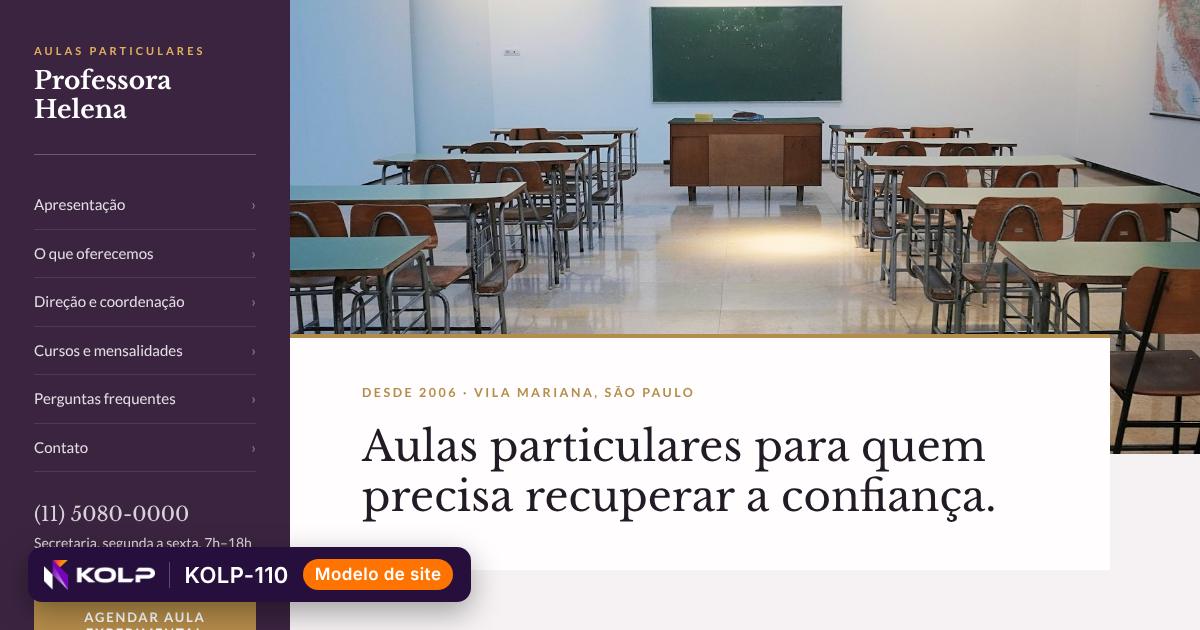 AULAS PARTICULARES
Professora
Helena
Apresentação
O que oferecemos
Direção e coordenação
Cursos e mensalidades
Perguntas frequentes
Contato
(11) 5080-0000
Secretaria, segunda a sexta, 7h–18h
KOLP
KOLP-110
Modelo de site
AGENDAR AULA
DESDE 2006 · VILA MARIANA, SÃO PAULO
Aulas particulares para quem
precisa recuperar a confiança.